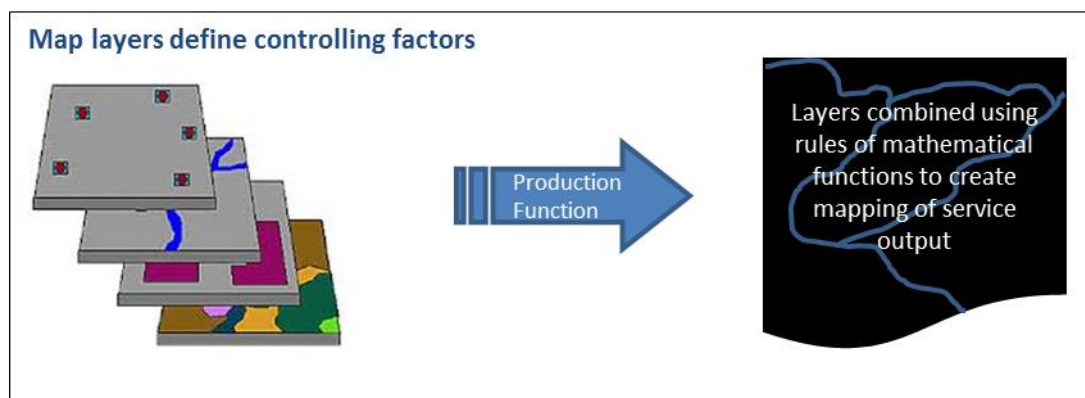 Map layers define controlling factors
Production
Function
Layers combined using
rules of mathematical
functions to create
mapping of service
output